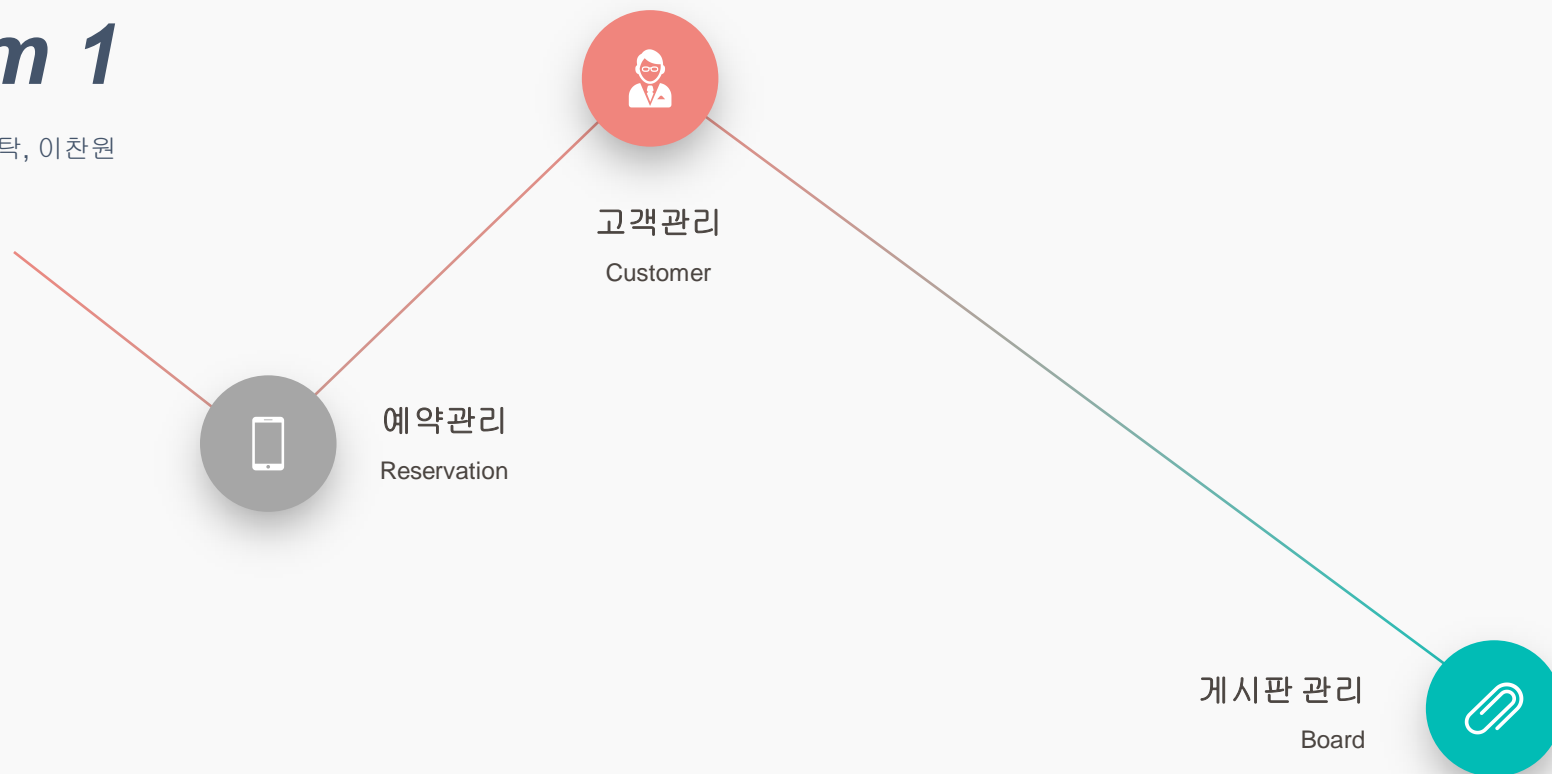 m 1
탁, 이찬원
고객관리
Customer
예약관리
Reservation
게시판 관리
Board